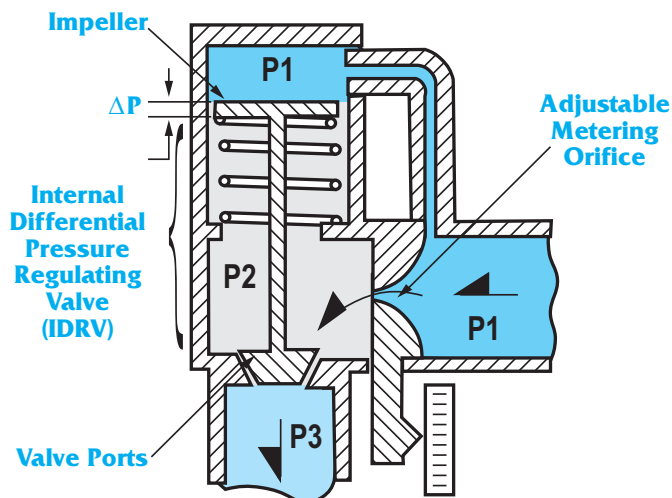 Impeller
P1
ΔP
Adjustable
Metering
Orifice
Internal
Differential
Pressure
Regulating
Valve
(IDRV)
P2
P1
P3
Valve Ports